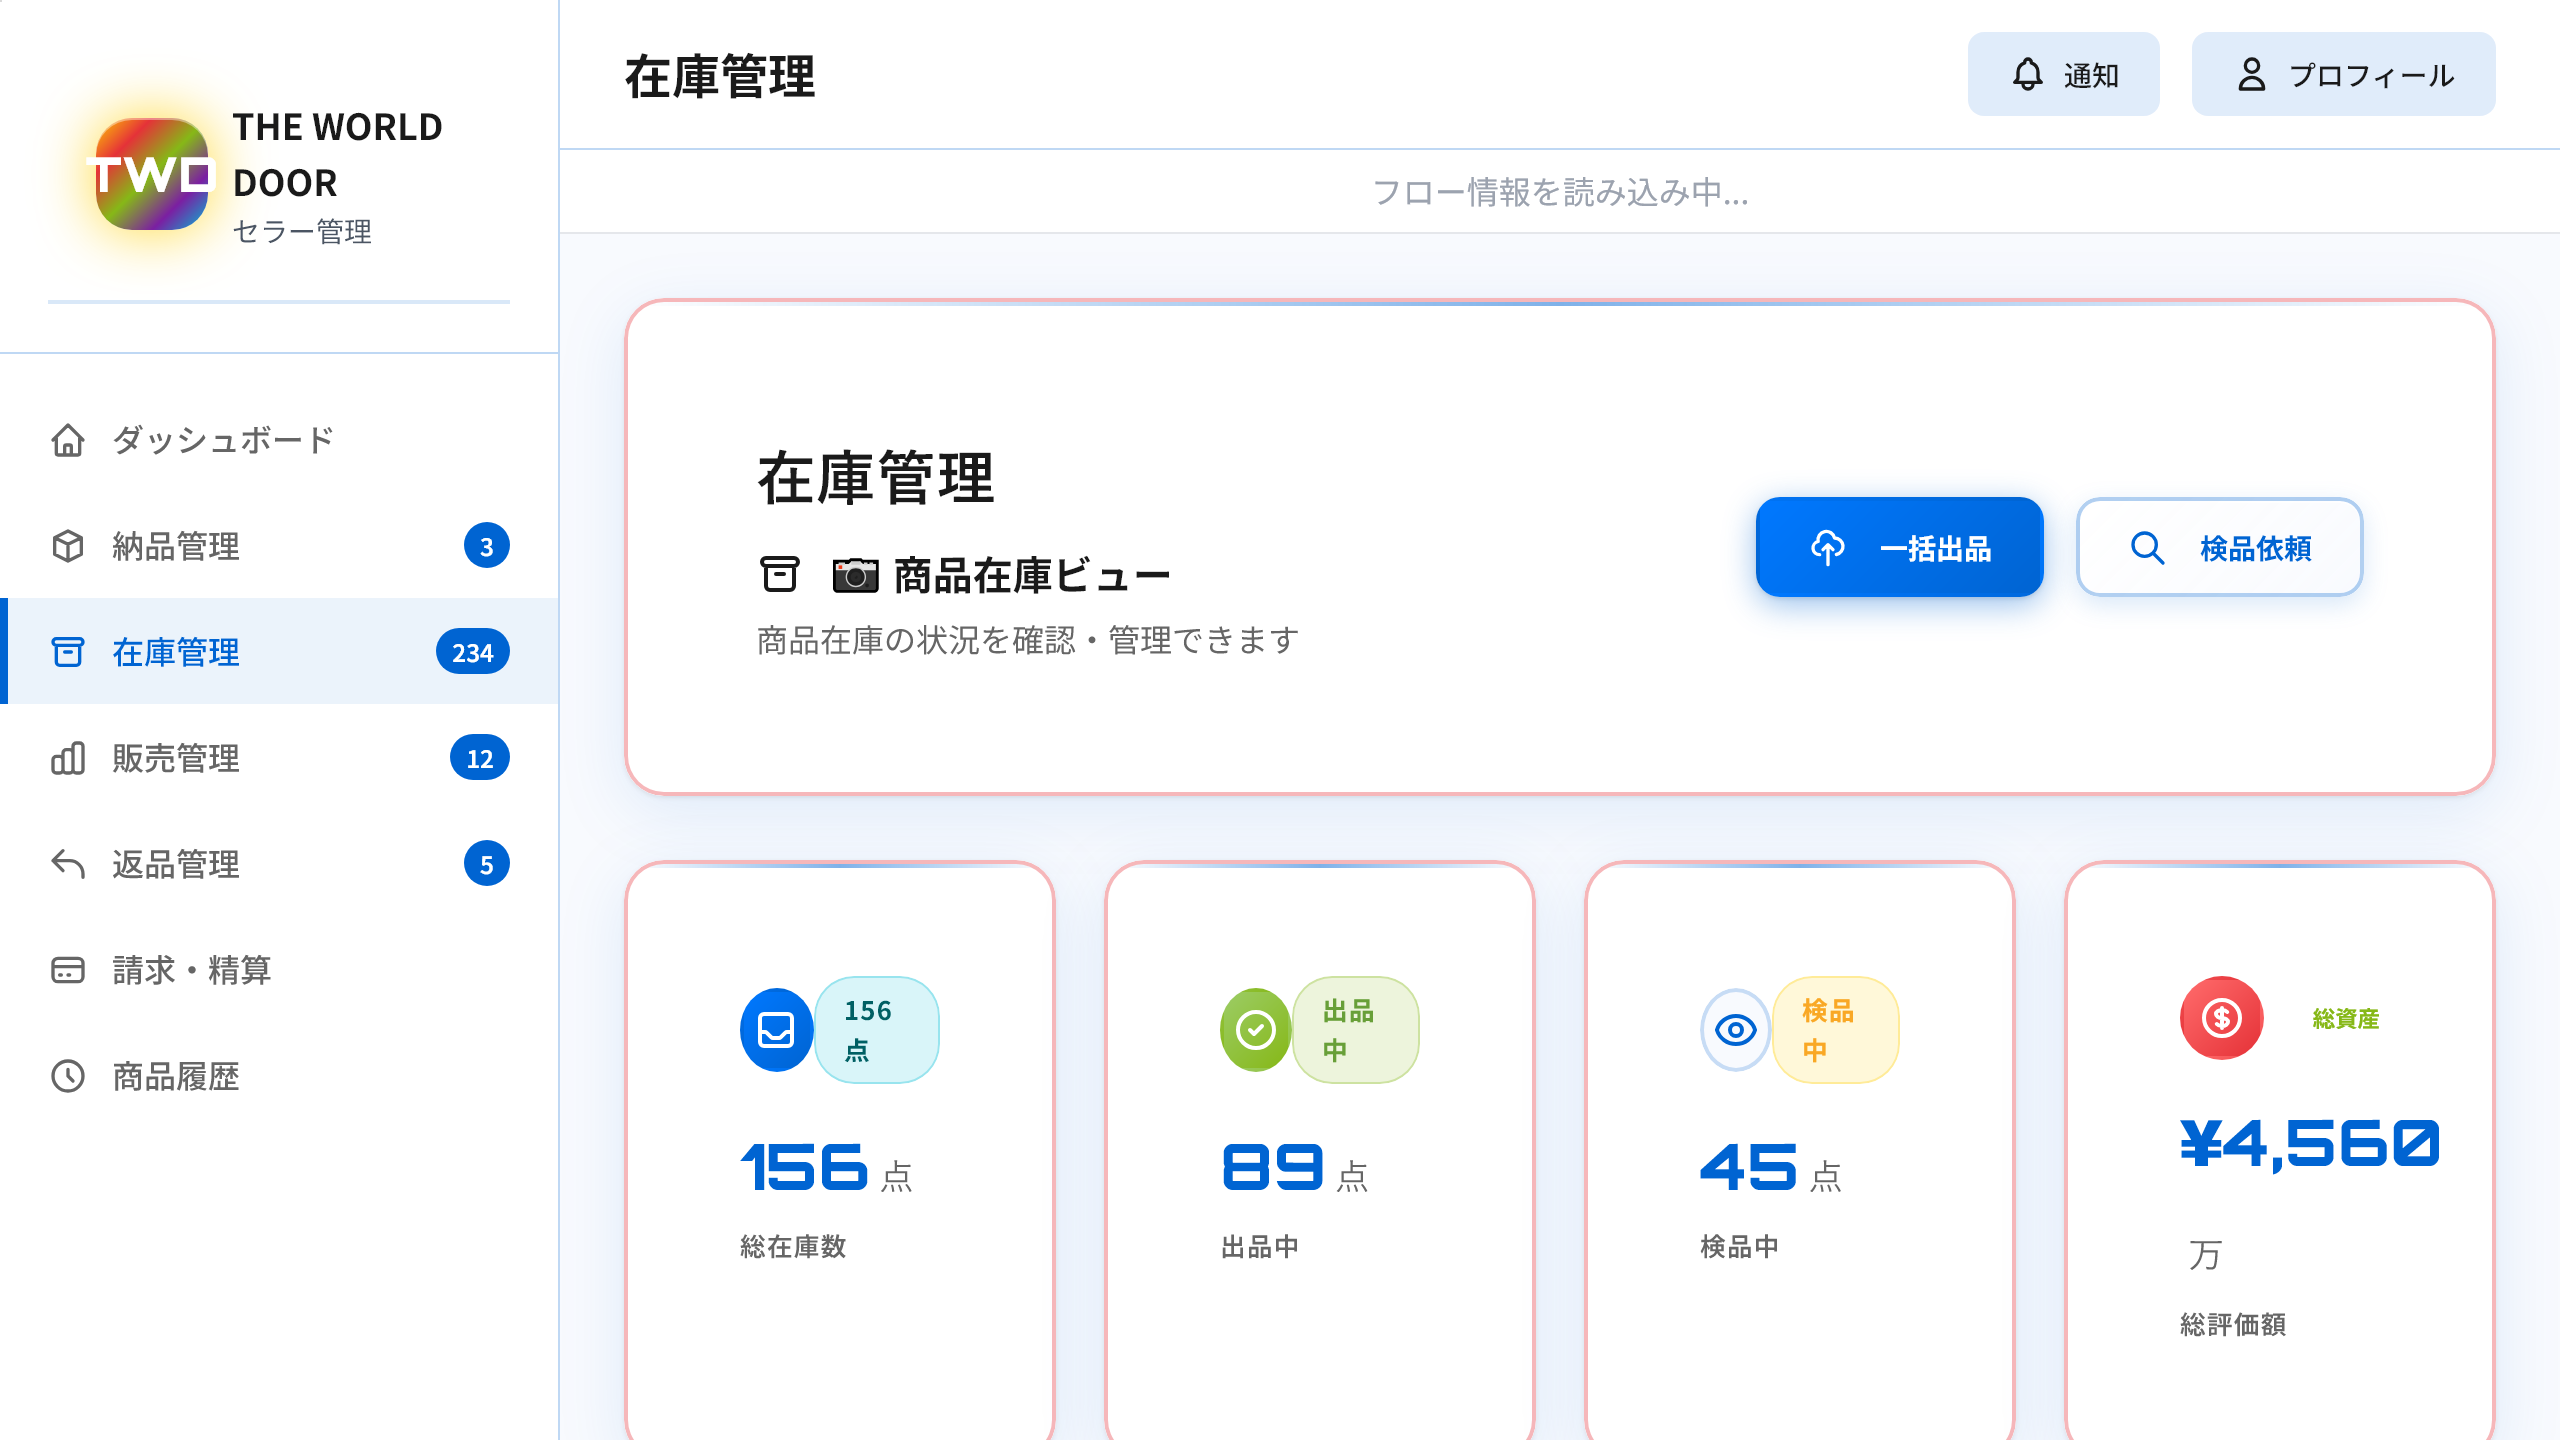 TWD
THE WORLD
DOOR
セラー管理
ダッシュボード
納品管理 3
在庫管理 234
販売管理 12
返品管理 5
請求・精算
商品履歴
在庫管理
通知
プロフィール
フロー情報を読み込み中...
在庫管理
商品在庫ビュー
商品在庫の状況を確認・管理できます
一括出品
検品依頼
156
点
156 点
総在庫数
出品
中
89 点
出品中
検品
中
45 点
検品中
総資産
¥4,560
万
総評価額